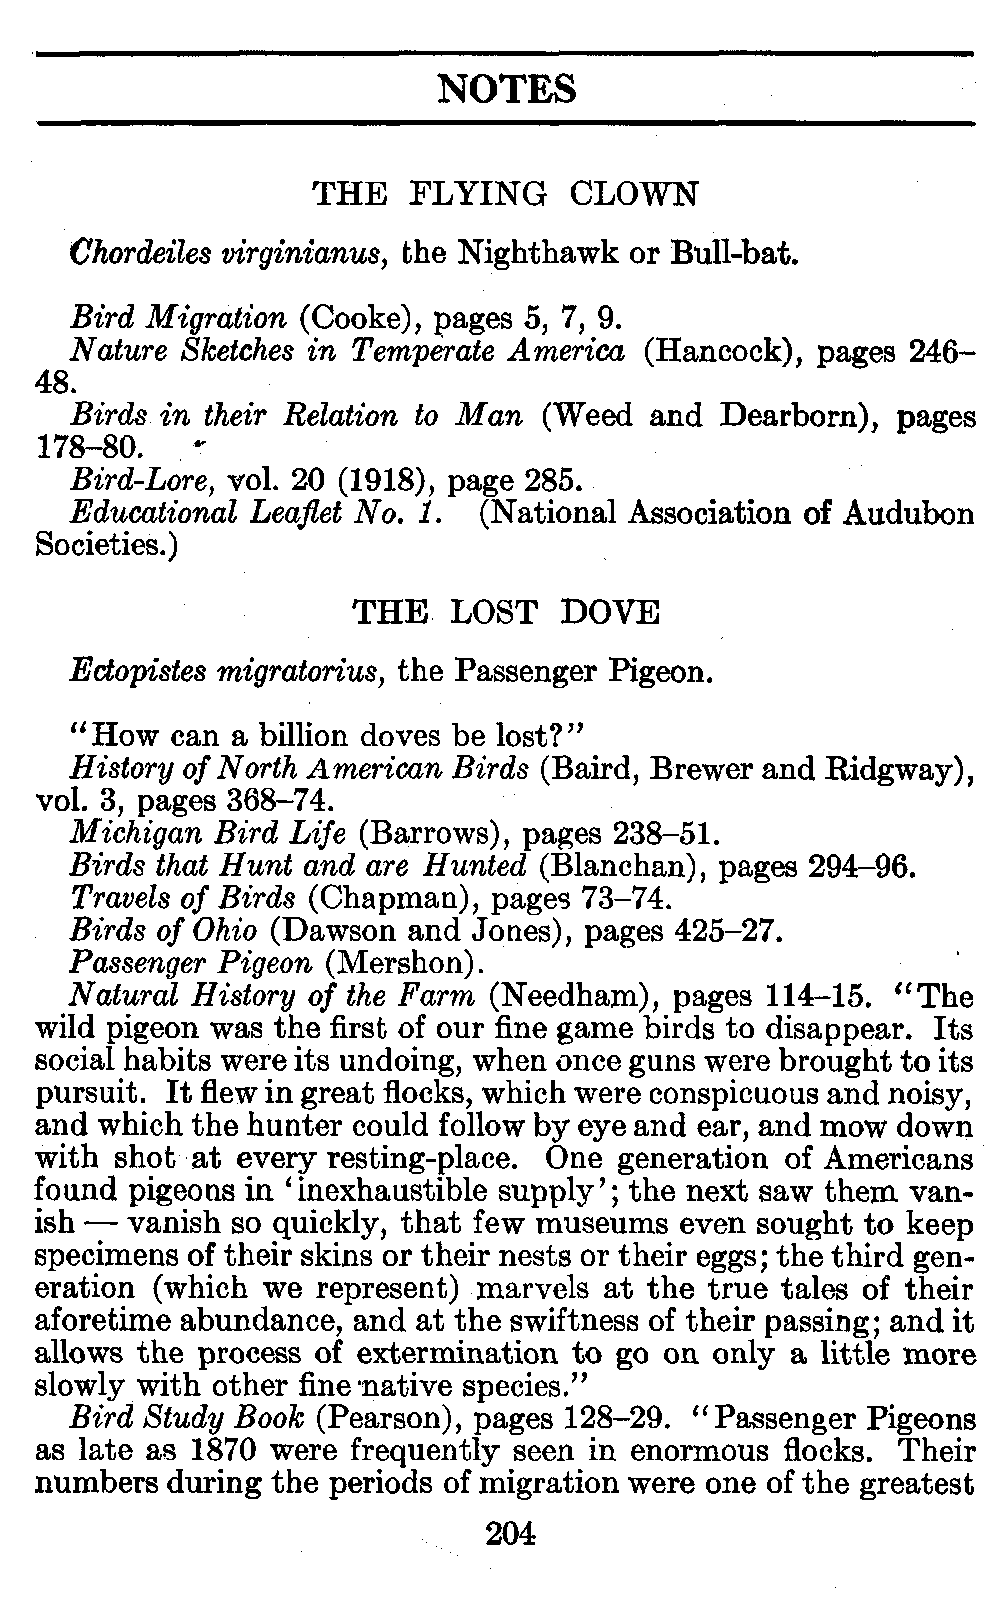 NOTES
THE FLYING CLOWN
Chordeiles virginianus, the Nighthawk or Bull-bat.
Bird Migration (Cooke), pages 5, 7, 9.
Nature Sketches in Temperate America (Hancock), pages 246–
48.
Birds in their Relation to Man (Weed and Dearborn), pages
178–80.
Bird-Lore, vol. 20 (1918), page 285.
Educational Leaflet No. 1. (National Association of Audubon
Societies.)
THE LOST DOVE
Ectopistes migratorius, the Passenger Pigeon.
"How can a billion doves be lost?"
History of North American Birds (Baird, Brewer and Ridgway),
vol. 3, pages 368–74.
Michigan Bird Life (Barrows), pages 238–51.
Birds that Hunt and are Hunted (Blanchan), pages 294–96.
Travels of Birds (Chapman), pages 73–74.
Birds of Ohio (Dawson and Jones), pages 425–27.
Passenger Pigeon (Mershon).
Natural History of the Farm (Needham), pages 114–15. "The
wild pigeon was the first of our fine game birds to disappear. Its
social habits were its undoing, when once guns were brought to its
pursuit. It flew in great flocks, which were conspicuous and noisy,
and which the hunter could follow by eye and ear, and mow down
with shot at every resting-place. One generation of Americans
found pigeons in 'inexhaustible supply'; the next saw them van-
ish — vanish so quickly, that few museums even sought to keep
specimens of their skins or their nests or their eggs; the third gen-
eration (which we represent) marvels at the true tales of their
aforetime abundance, and at the swiftness of their passing; and it
allows the process of extermination to go on only a little more
slowly with other fine native species."
Bird Study Book (Pearson), pages 128–29. "Passenger Pigeons
as late as 1870 were frequently seen in enormous flocks. Their
numbers during the periods of migration were one of the greatest
204